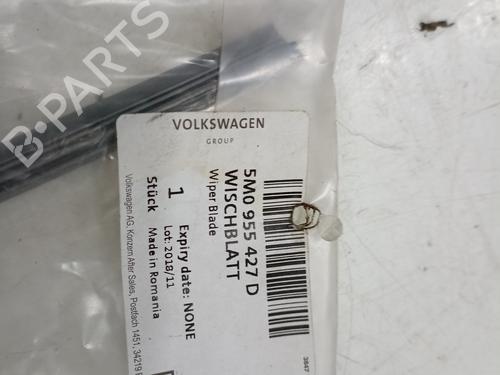 B-PARTS
VOLKSWAGEN
GROUP
5M0 955 427 D
WISCHBLATT
Wiper Blade
1
Stück
Expiry date: NONE
Lot: 2018/11
Made in Romania
Volkswagen AG, Konzern After Sales, Postfach 1451, 34219
3647